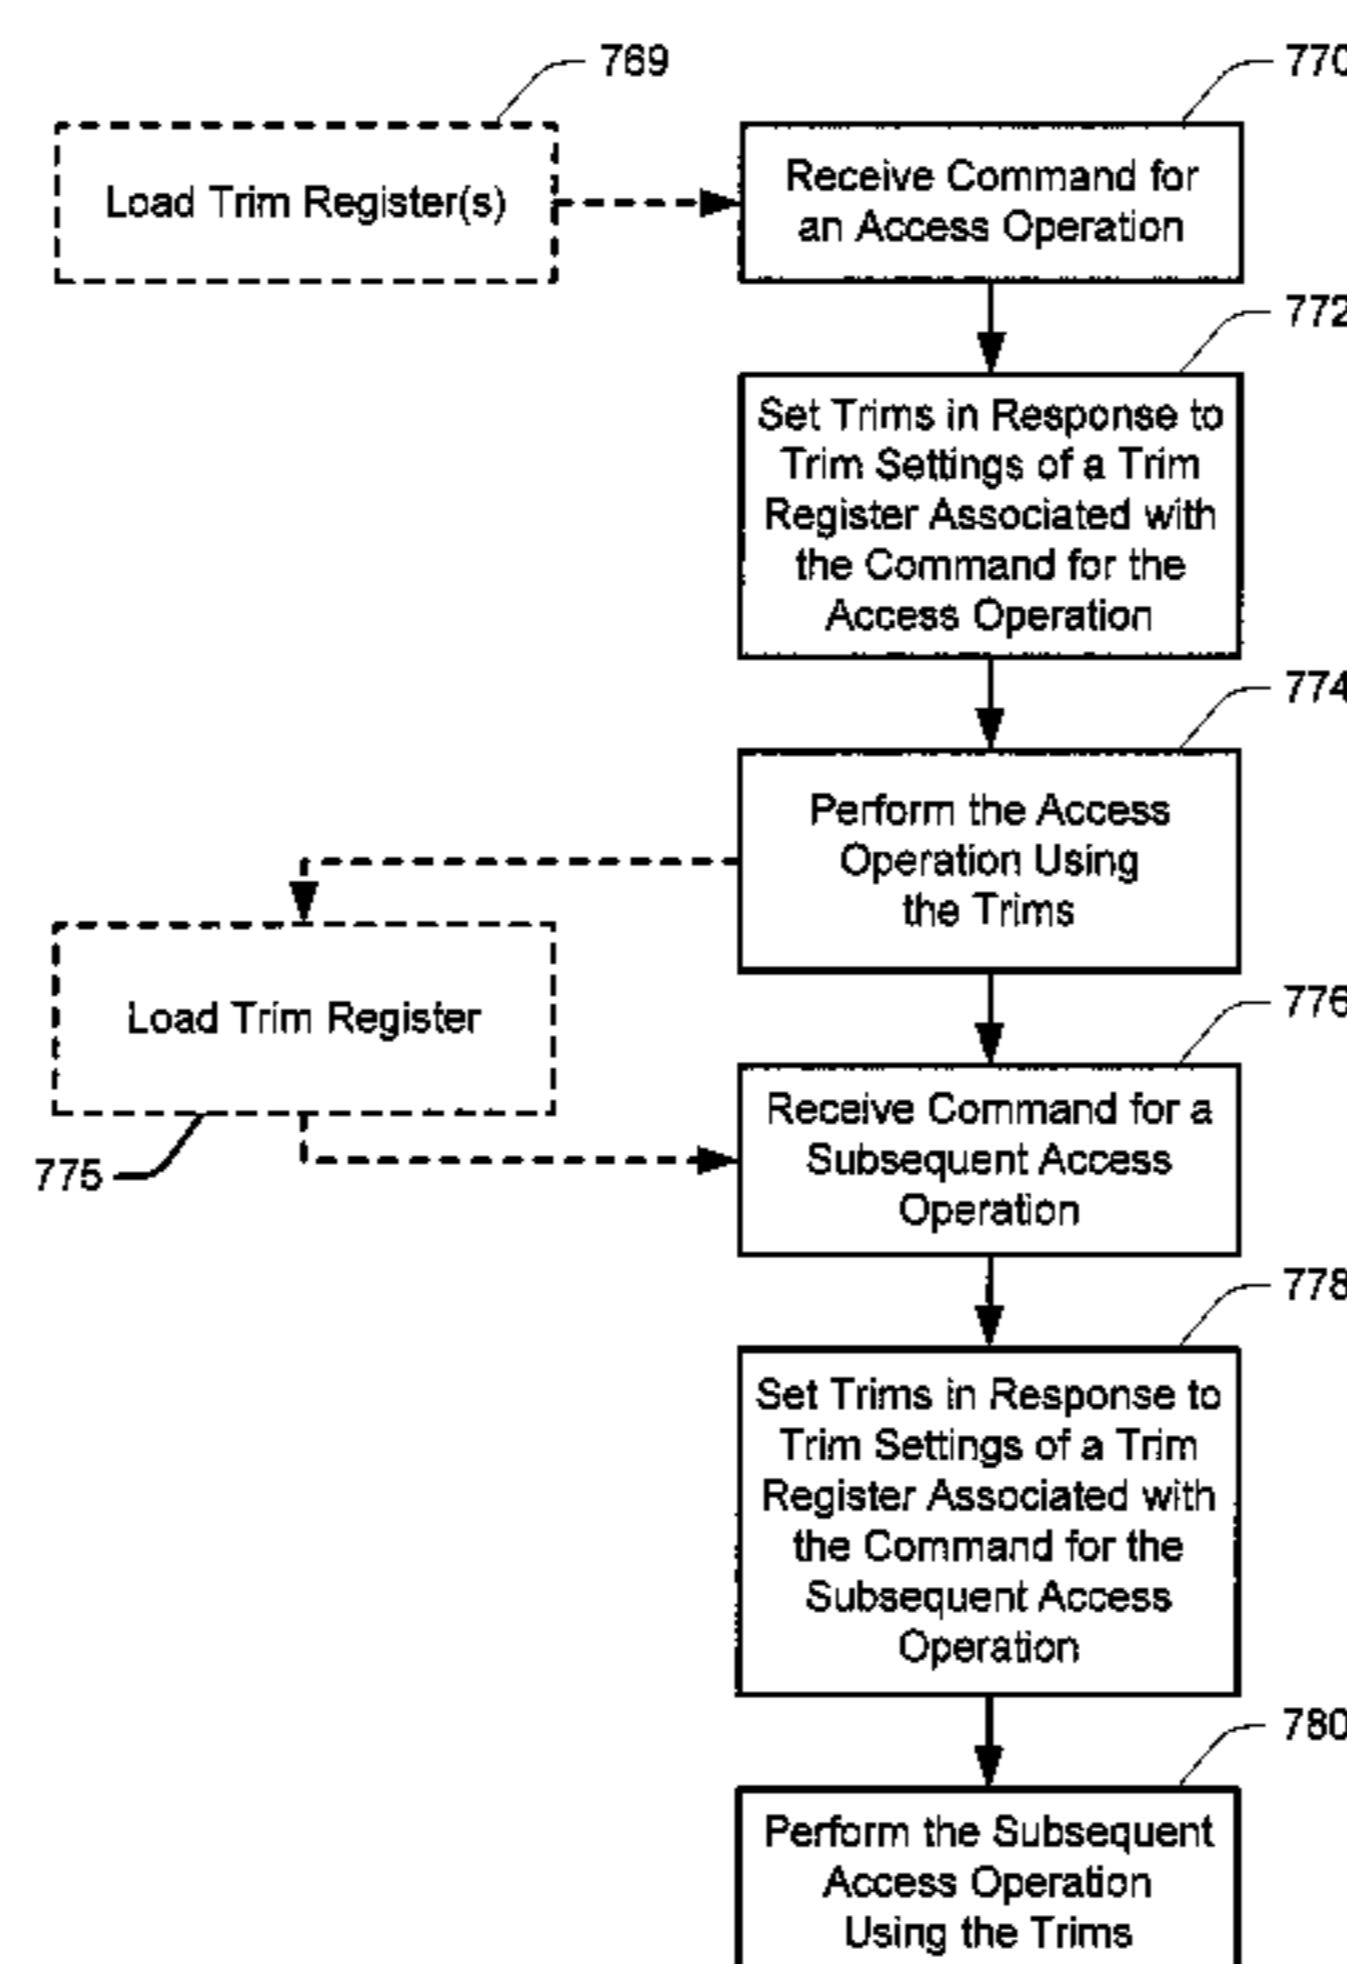 769
770
Load Trim Register(s)
Receive Command for
an Access Operation
772
Set Trims in Response to
Trim Settings of a Trim
Register Associated with
the Command for the
Access Operation
774
Perform the Access
Operation Using
the Trims
Load Trim Register
775
776
Receive Command for a
Subsequent Access
Operation
778
Set Trims in Response to
Trim Settings of a Trim
Register Associated with
the Command for the
Subsequent Access
Operation
780
Perform the Subsequent
Access Operation
Using the Trims